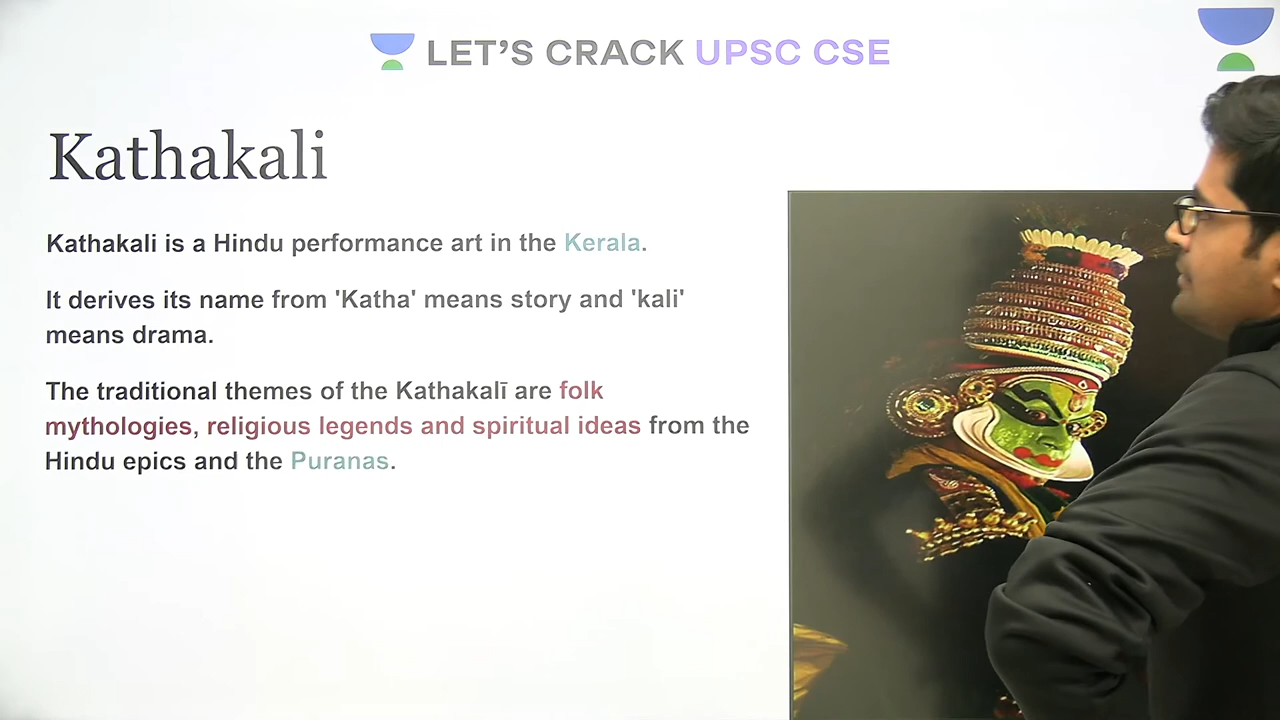 LET'S CRACK UPSC CSE
Kathakali
Kathakali is a Hindu performance art in the Kerala.
It derives its name from 'Katha' means story and 'kali'
means drama.
The traditional themes of the Kathakalī are folk
mythologies, religious legends and spiritual ideas from the
Hindu epics and the Puranas.